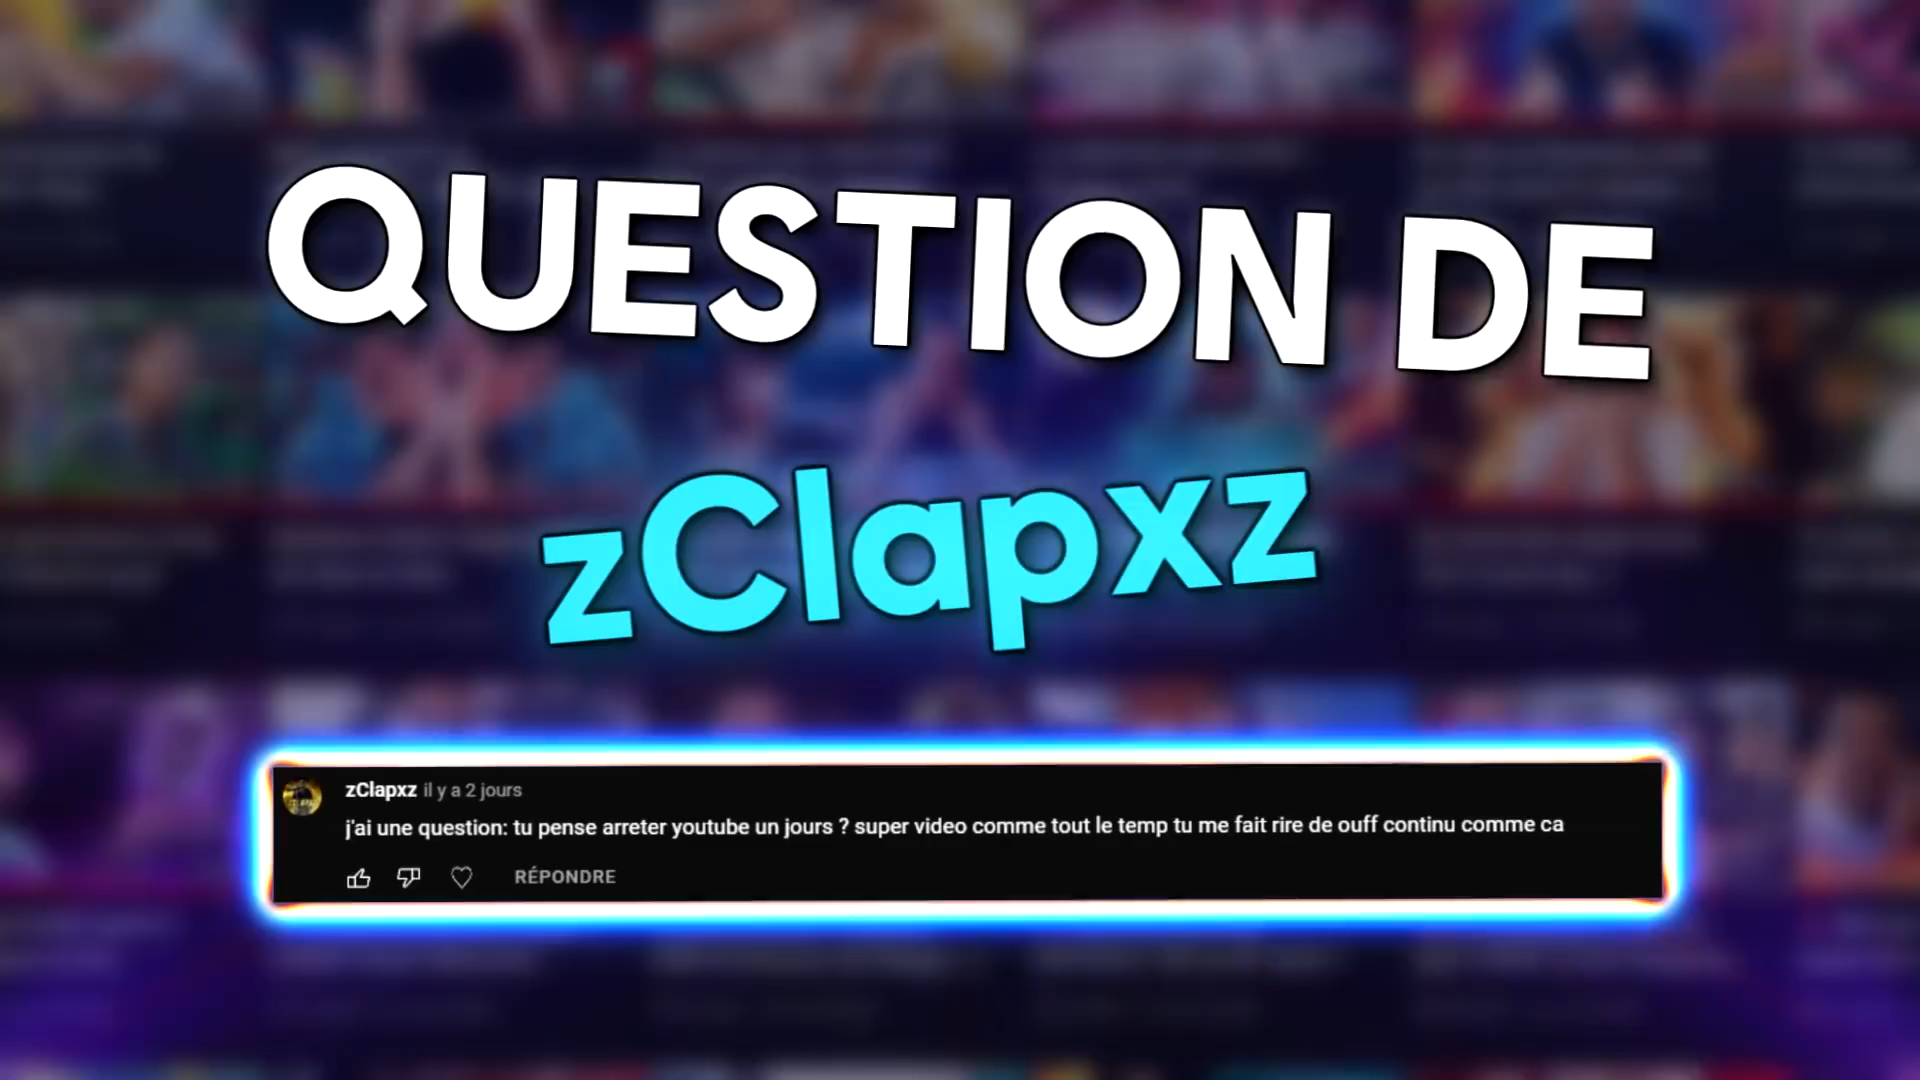 QUESTION DE
zClapxz
zClapxz il y a 2 jours
j'ai une question: tu pense arreter youtube un jours ? super video comme tout le temp tu me fait rire de ouff continu comme ca
RÉPONDRE